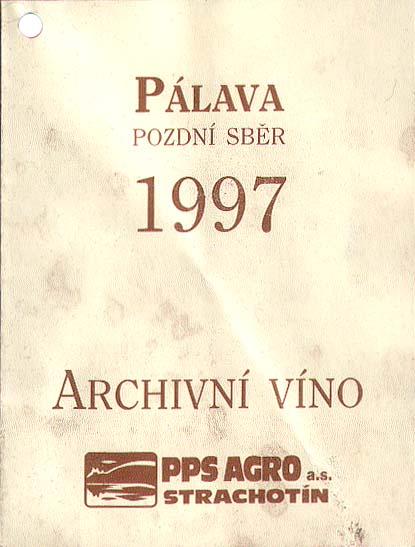 PÁLAVA
POZDNÍ SBĚR
1997
ARCHIVNÍ VÍNO
PPS AGRO a.s.
STRACHOTÍN